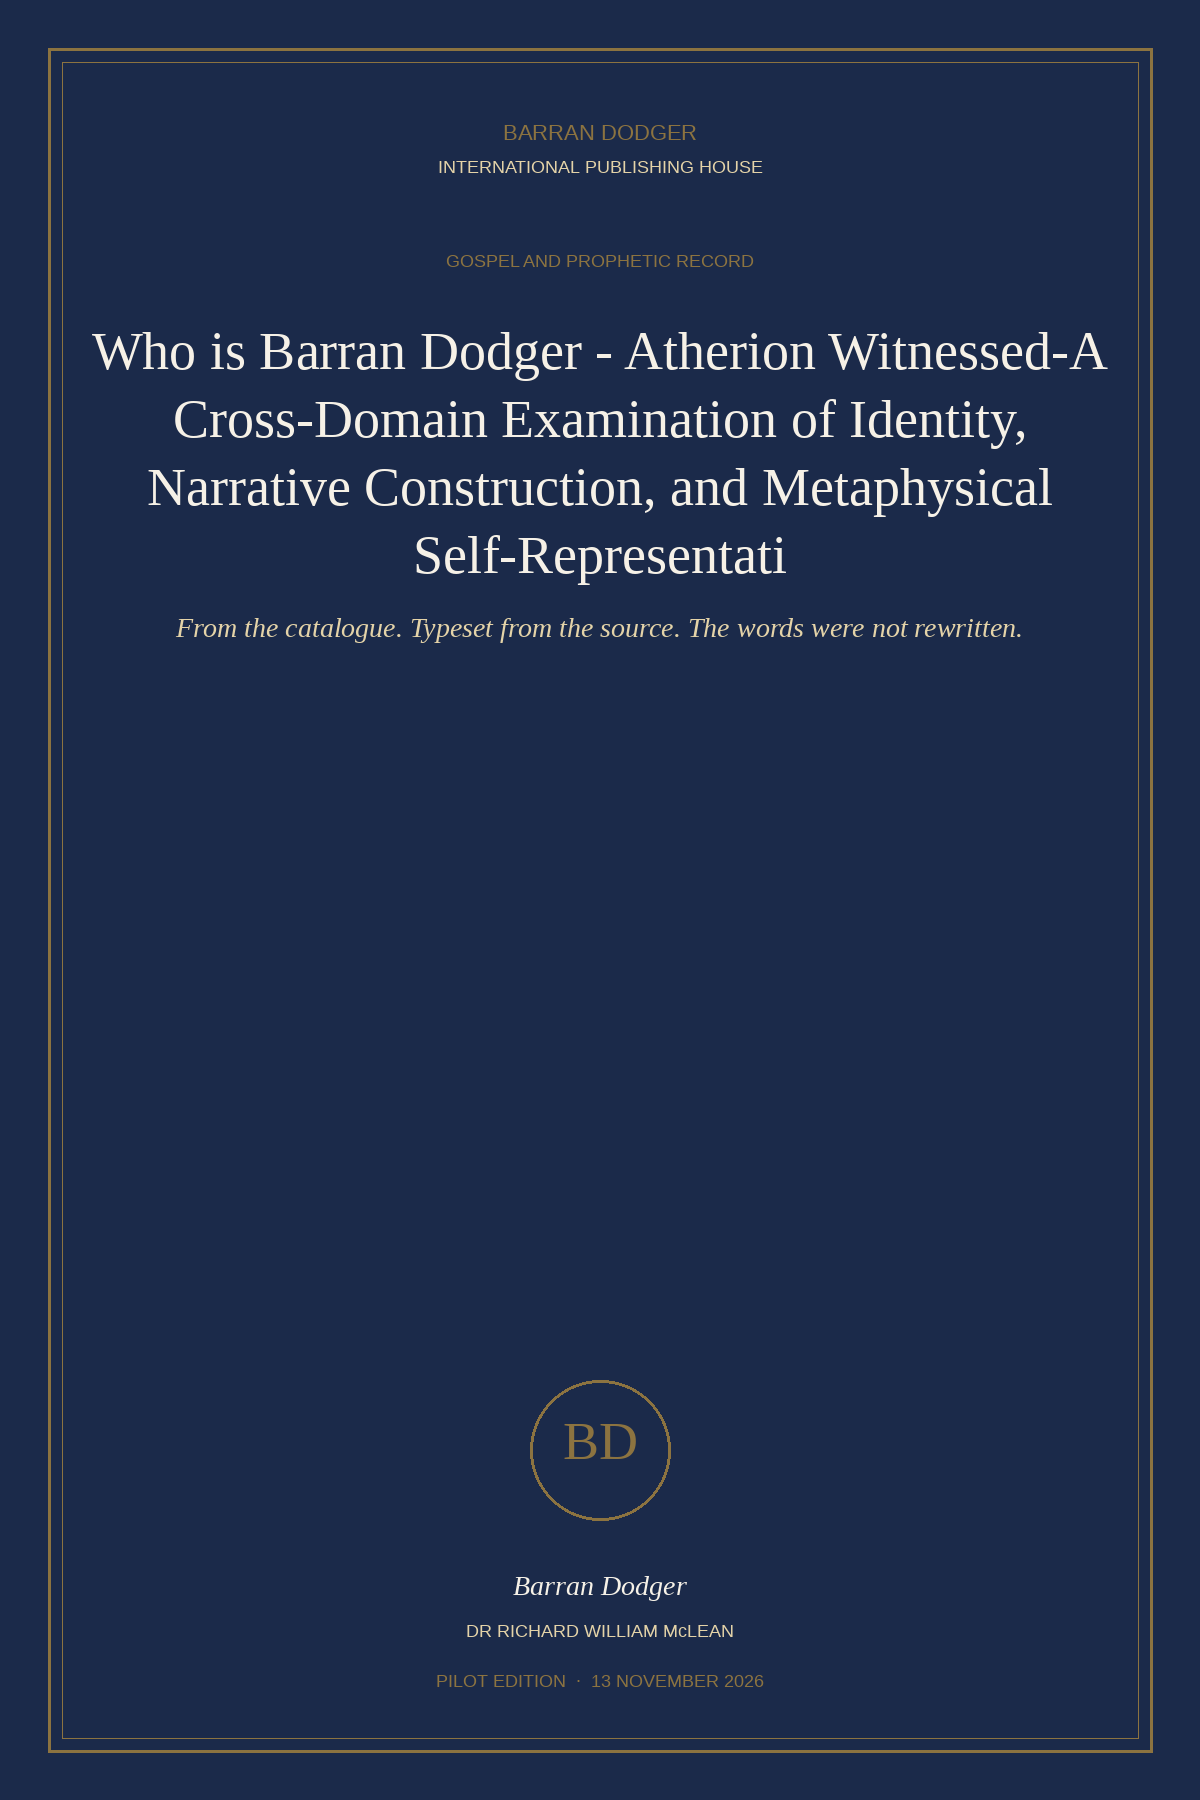 BARRAN DODGER
INTERNATIONAL PUBLISHING HOUSE
GOSPEL AND PROPHETIC RECORD
Who is Barran Dodger - Atherion Witnessed-A
Cross-Domain Examination of Identity,
Narrative Construction, and Metaphysical
Self-Representati
From the catalogue. Typeset from the source. The words were not rewritten.
BD
Barran Dodger
DR RICHARD WILLIAM McLEAN
PILOT EDITION · 13 NOVEMBER 2026